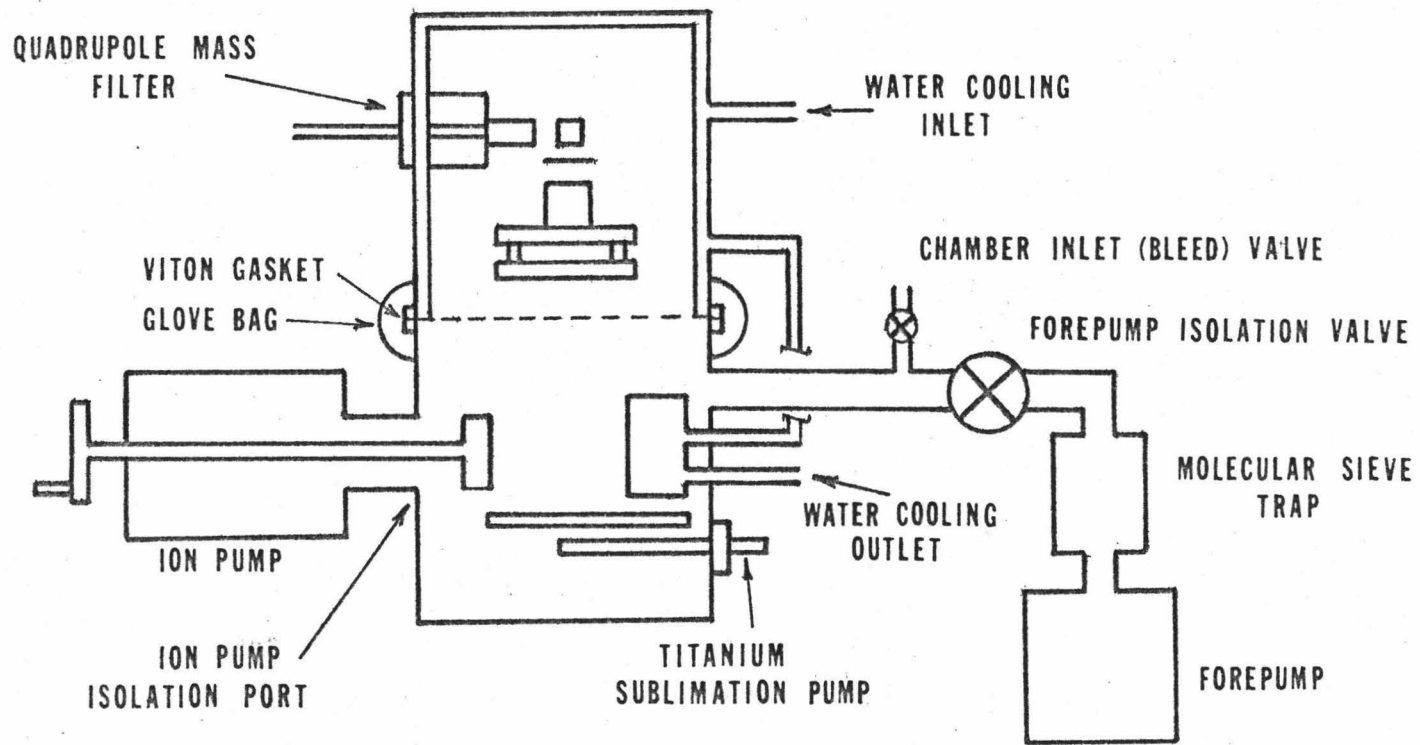 QUADRUPOLE MASS
FILTER
WATER COOLING
INLET
VITON GASKET
GLOVE BAG
CHAMBER INLET (BLEED) VALVE
FOREPUMP ISOLATION VALVE
MOLECULAR SIEVE
TRAP
WATER COOLING
OUTLET
ION PUMP
ION PUMP
ISOLATION PORT
TITANIUM
SUBLIMATION PUMP
FOREPUMP